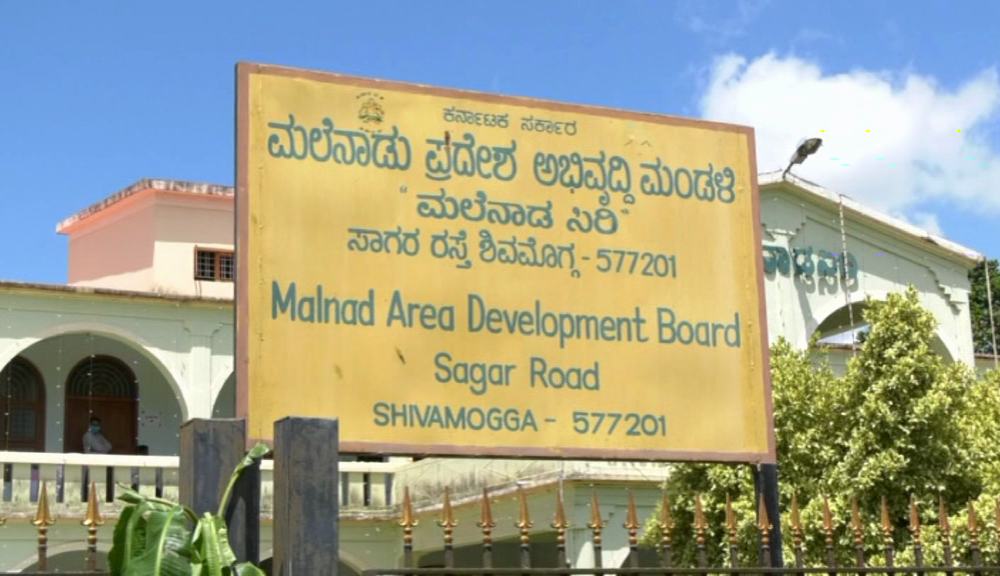 ಕರ್ನಾಟಕ ಸರ್ಕಾರ
ಮಲೆನಾಡು ಪ್ರದೇಶ ಅಭಿವೃದ್ಧಿ ಮಂಡಳಿ
"ಮಲೆನಾಡ ಸಿರಿ"
ಸಾಗರ ರಸ್ತೆ ಶಿವಮೊಗ್ಗ - 577201
Malnad Area Development Board
Sagar Road
SHIVAMOGGA - 577201